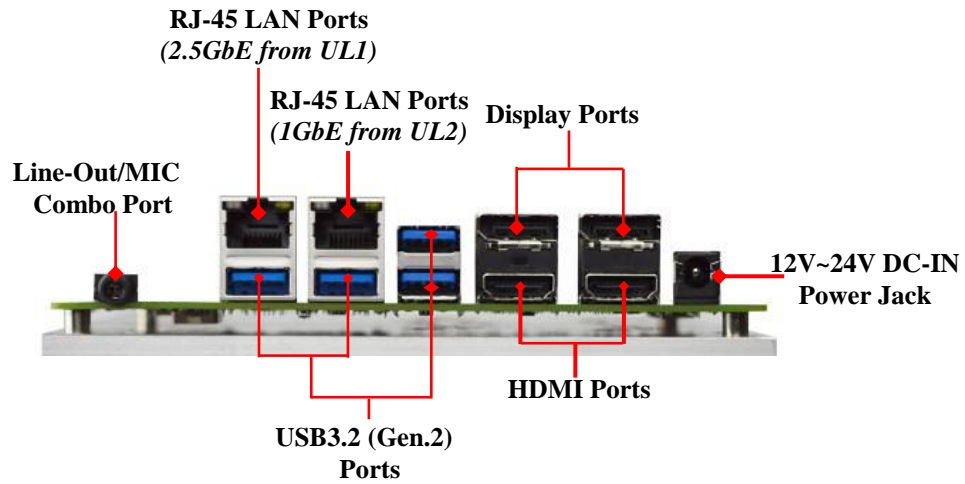 RJ-45 LAN Ports
(2.5GbE from UL1)
RJ-45 LAN Ports
(1GbE from UL2)
Display Ports
Line-Out/MIC
Combo Port
12V~24V DC-IN
Power Jack
HDMI Ports
USB3.2 (Gen.2)
Ports